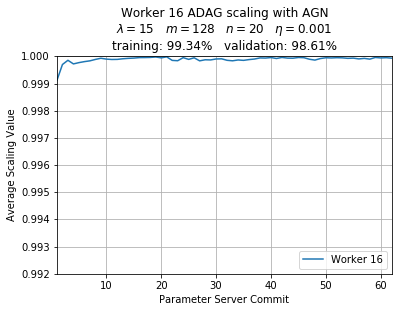 Worker 16 ADAG scaling with AGN
λ = 15 m = 128 n = 20 η = 0.001
training: 99.34% validation: 98.61%
1.000
0.999
0.998
0.997
0.996
0.995
0.994
0.993
0.992
Average Scaling Value
Worker 16
10 20 30 40 50 60
Parameter Server Commit